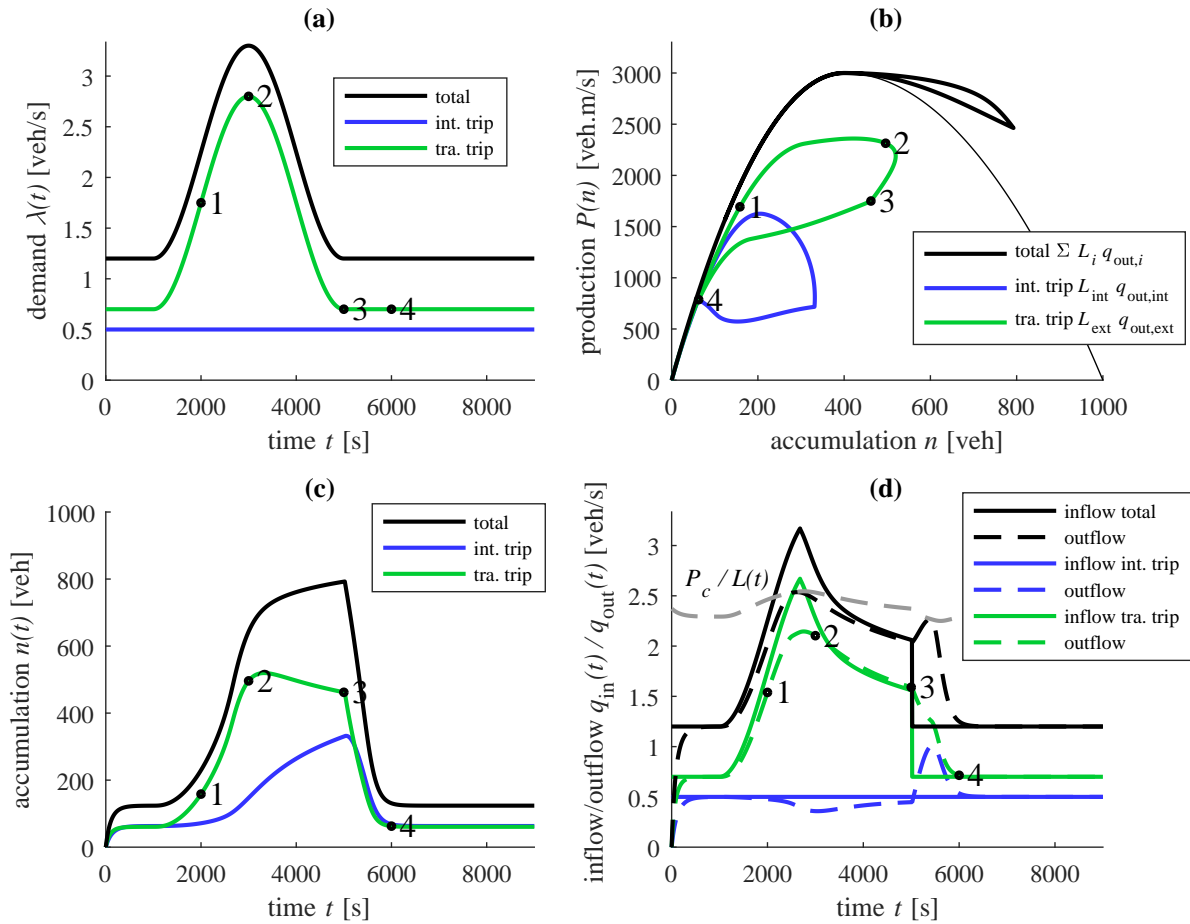 (a)
demand λ(t) [veh/s]
3
2.5
2
1.5
1
0.5
0
0 2000 4000 6000 8000
time t [s]
total
int. trip
tra. trip
1
2
3
4
(b)
production P(n) [veh.m/s]
3000
2500
2000
1500
1000
500
0
0 200 400 600 800 1000
accumulation n [veh]
total Σ L_i q_out,i
int. trip L_int q_out,int
tra. trip L_ext q_out,ext
1
2
3
4
(c)
accumulation n(t) [veh]
1000
800
600
400
200
0
0 2000 4000 6000 8000
time t [s]
total
int. trip
tra. trip
1
2
3
4
(d)
inflow/outflow q_in(t) / q_out(t) [veh/s]
3
2.5
2
1.5
1
0.5
0
0 2000 4000 6000 8000
time t [s]
P_c / L(t)
inflow total
outflow
inflow int. trip
outflow
inflow tra. trip
outflow
1
2
3
4